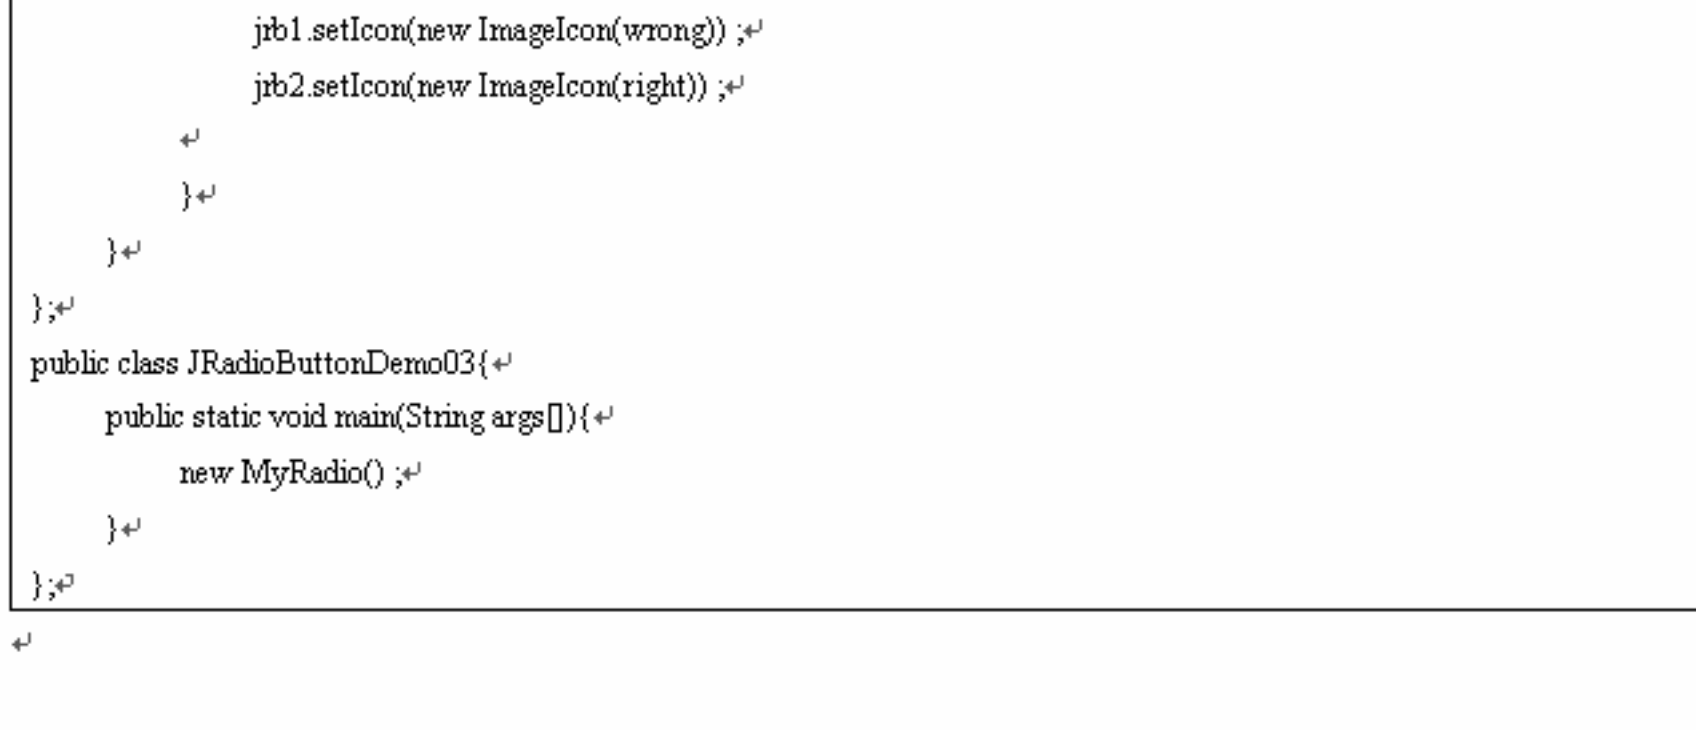 jrb1.setIcon(new ImageIcon(wrong)) ;↵
jrb2.setIcon(new ImageIcon(right)) ;↵
↵
}↵
}↵
};↵
public class JRadioButtonDemo03{↵
public static void main(String args[]){↵
new MyRadio() ;↵
}↵
};↵
↵